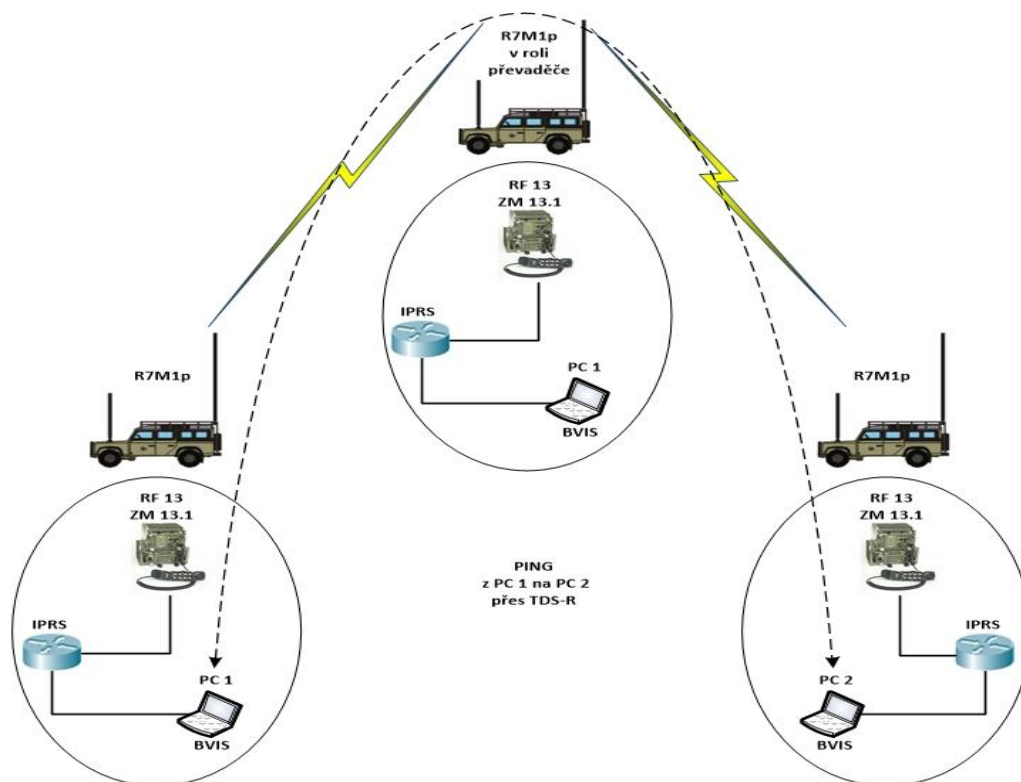 R7M1p
v roli
převaděče
RF 13
ZM 13.1
IPRS
PC 1
BVIS
R7M1p
RF 13
ZM 13.1
IPRS
PC 1
BVIS
PING
z PC 1 na PC 2
přes TDS-R
R7M1p
RF 13
ZM 13.1
IPRS
PC 2
BVIS